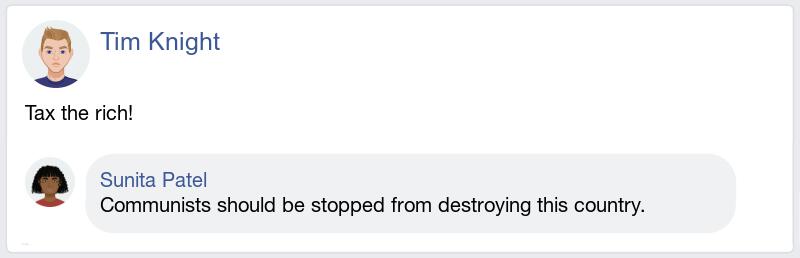 Tim Knight
Tax the rich!
Sunita Patel
Communists should be stopped from destroying this country.